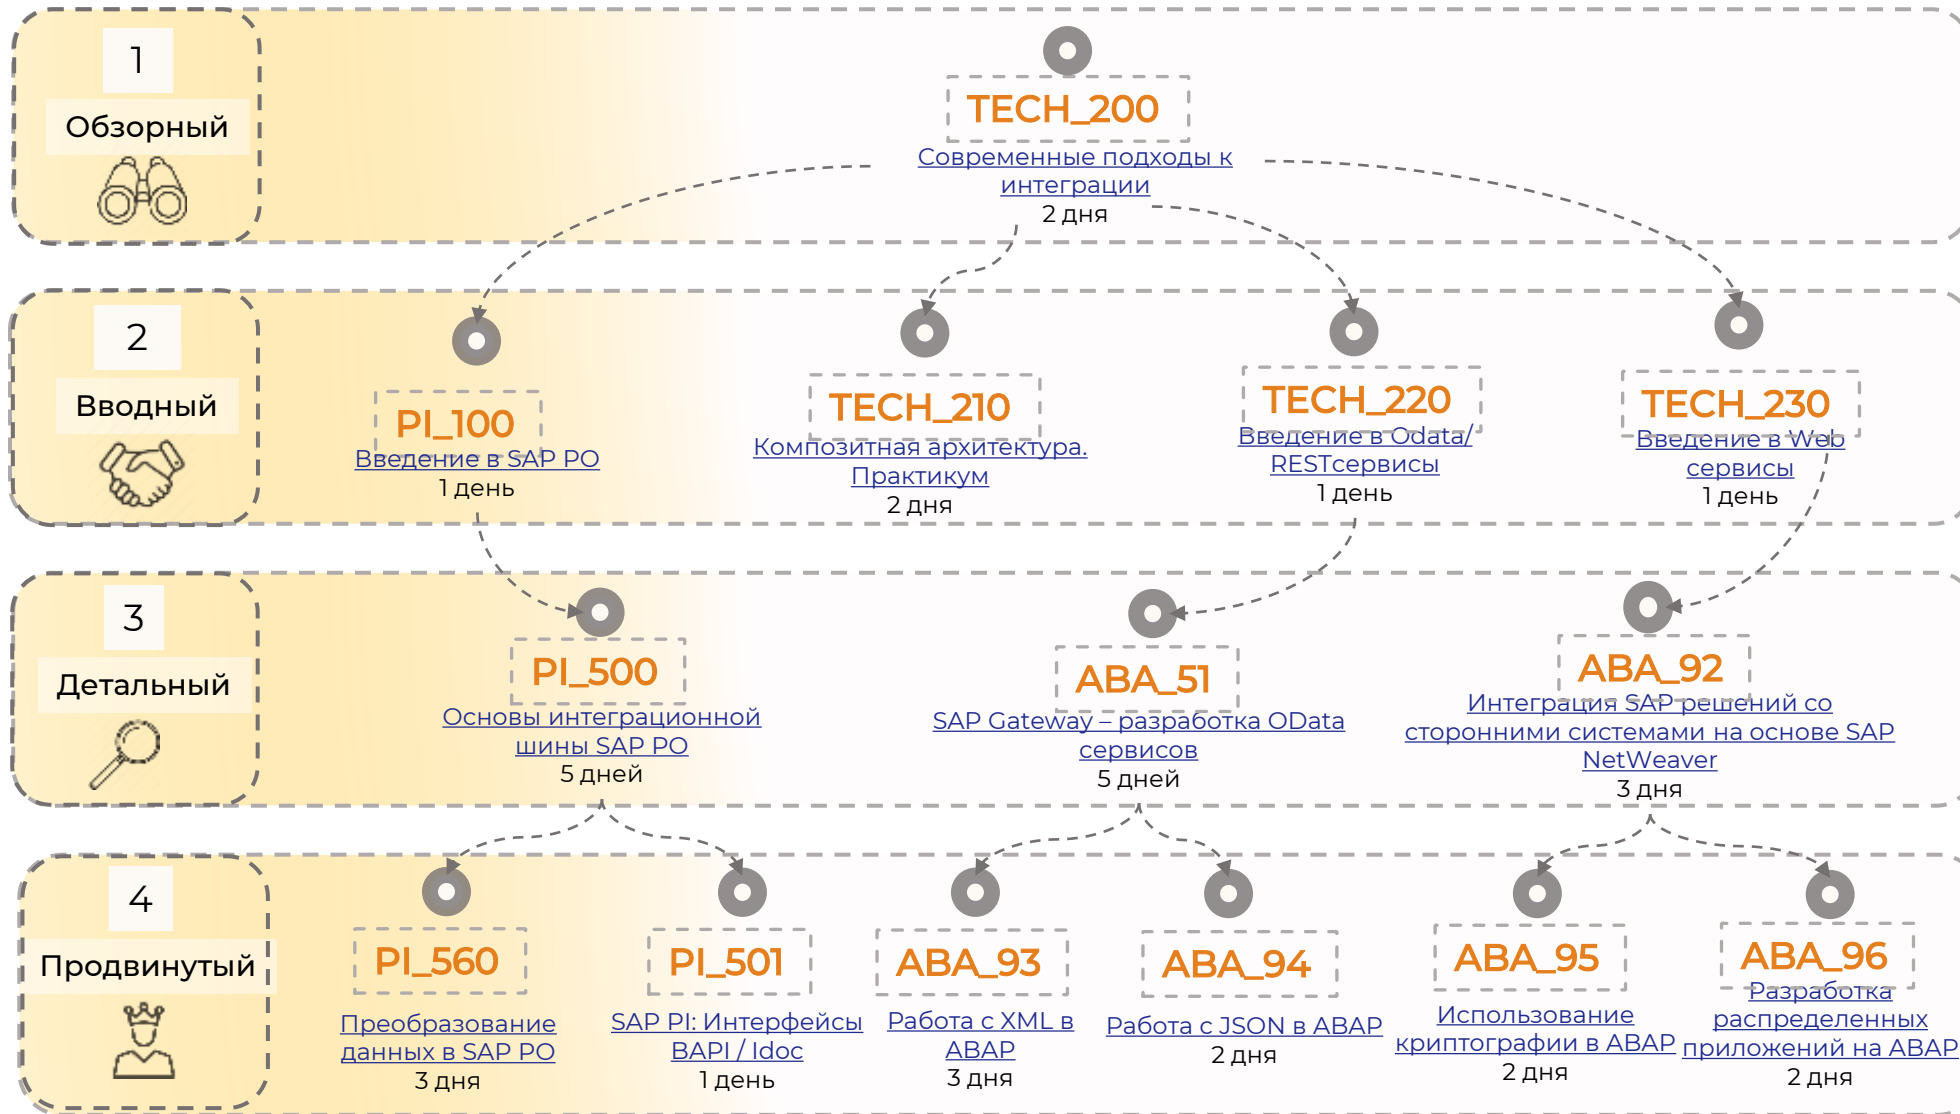 1
Обзорный
TECH_200
Современные подходы к
интеграции
2 дня
2
Вводный
PI_100
Введение в SAP PO
1 день
TECH_210
Композитная архитектура.
Практикум
2 дня
TECH_220
Введение в Odata/
RESTсервисы
1 день
TECH_230
Введение в Web
сервисы
1 день
3
Детальный
PI_500
Основы интеграционной
шины SAP PO
5 дней
ABA_51
SAP Gateway – разработка OData
сервисов
5 дней
ABA_92
Интеграция SAP решений со
сторонними системами на основе SAP
NetWeaver
3 дня
4
Продвинутый
PI_560
Преобразование
данных в SAP PO
3 дня
PI_501
SAP PI: Интерфейсы
BAPI / Idoc
1 день
ABA_93
Работа с XML в
ABAP
3 дня
ABA_94
Работа с JSON в ABAP
2 дня
ABA_95
Использование
криптографии в ABAP
2 дня
ABA_96
Разработка
распределенных
приложений на ABAP
2 дня